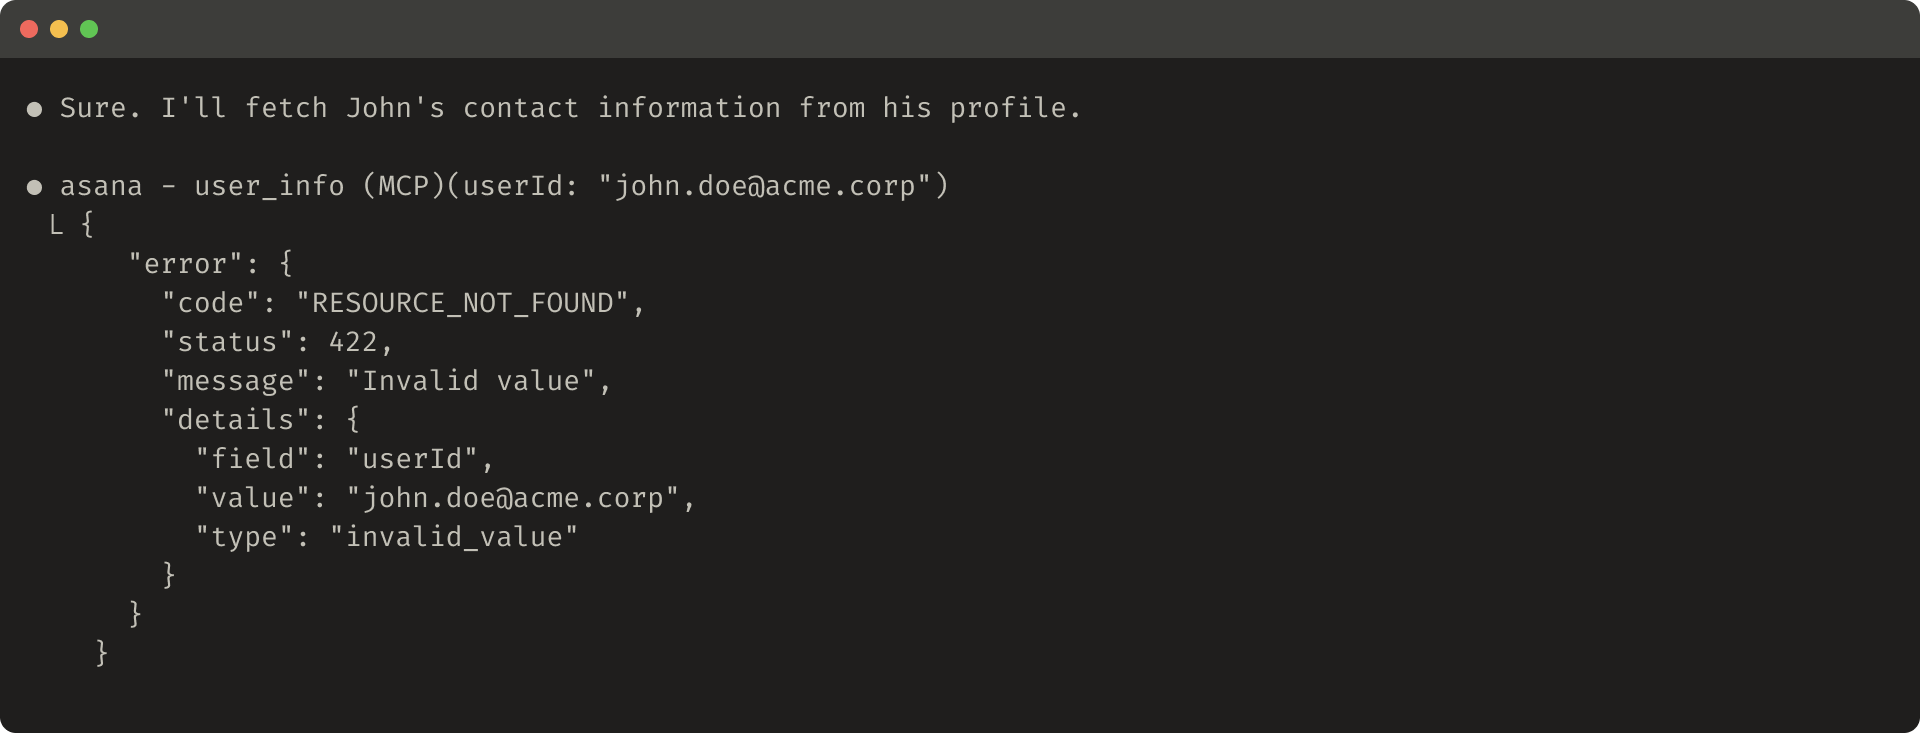 ● Sure. I'll fetch John's contact information from his profile.
● asana - user_info (MCP)(userId: "john.doe@acme.corp")
└ {
"error": {
"code": "RESOURCE_NOT_FOUND",
"status": 422,
"message": "Invalid value",
"details": {
"field": "userId",
"value": "john.doe@acme.corp",
"type": "invalid_value"
}
}
}